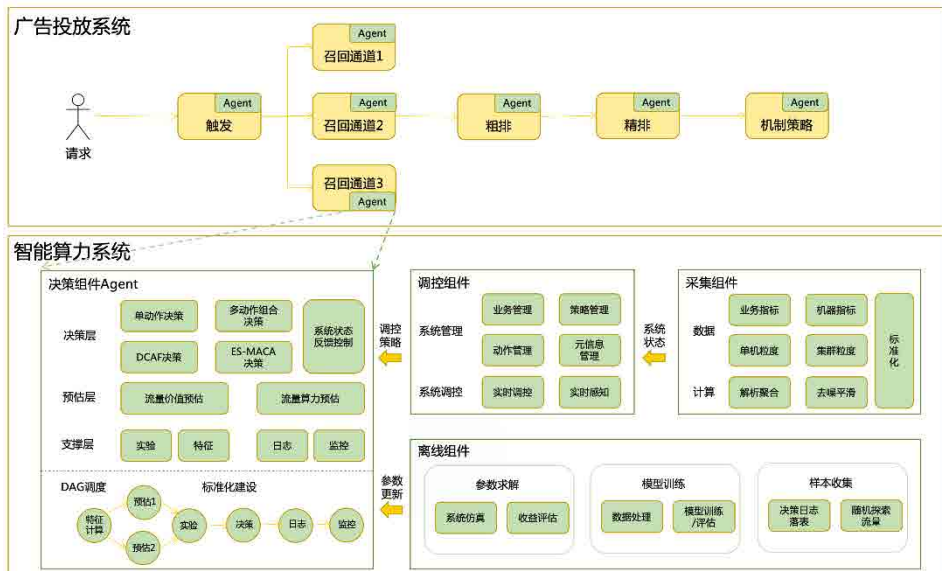 广告投放系统
Agent
召回通道1
请求
Agent
触发
Agent
召回通道2
Agent
粗排
Agent
精排
Agent
机制策略
召回通道3
Agent
智能算力系统
决策组件Agent
决策层
单动作决策
多动作组合
决策
系统状态
反馈控制
DCAF决策
ES-MACA
决策
预估层
流量价值预估
流量算力预估
支撑层
实验
特征
日志
监控
DAG调度
标准化建设
特征
计算
预估1
预估2
实验
决策
日志
监控
调控
策略
调控组件
系统管理
业务管理
策略管理
动作管理
元信息
管理
系统调控
实时调控
实时感知
系统
状态
采集组件
数据
业务指标
机器指标
单机粒度
集群粒度
计算
解析聚合
去噪平滑
标准化
参数
更新
离线组件
参数求解
系统仿真
收益评估
模型训练
数据处理
模型训练
/评估
样本收集
决策日志
落表
随机探索
流量